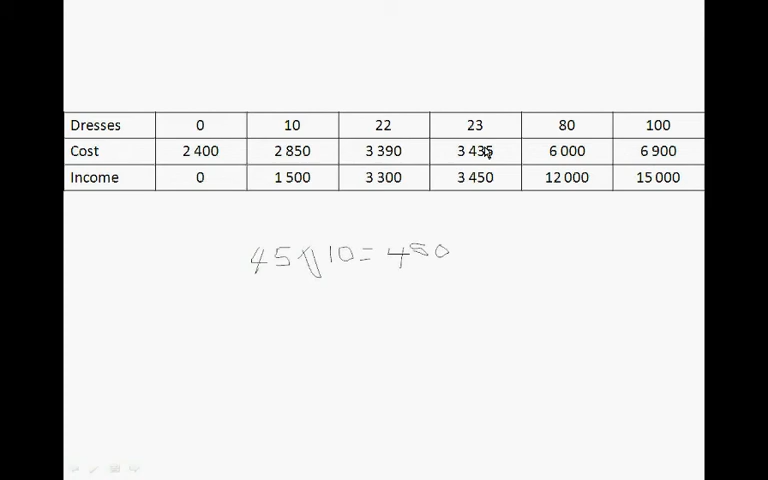 Dresses 0 10 22 23 80 100
Cost 2 400 2 850 3 390 3 435 6 000 6 900
Income 0 1 500 3 300 3 450 12 000 15 000
45 x 10 = 450